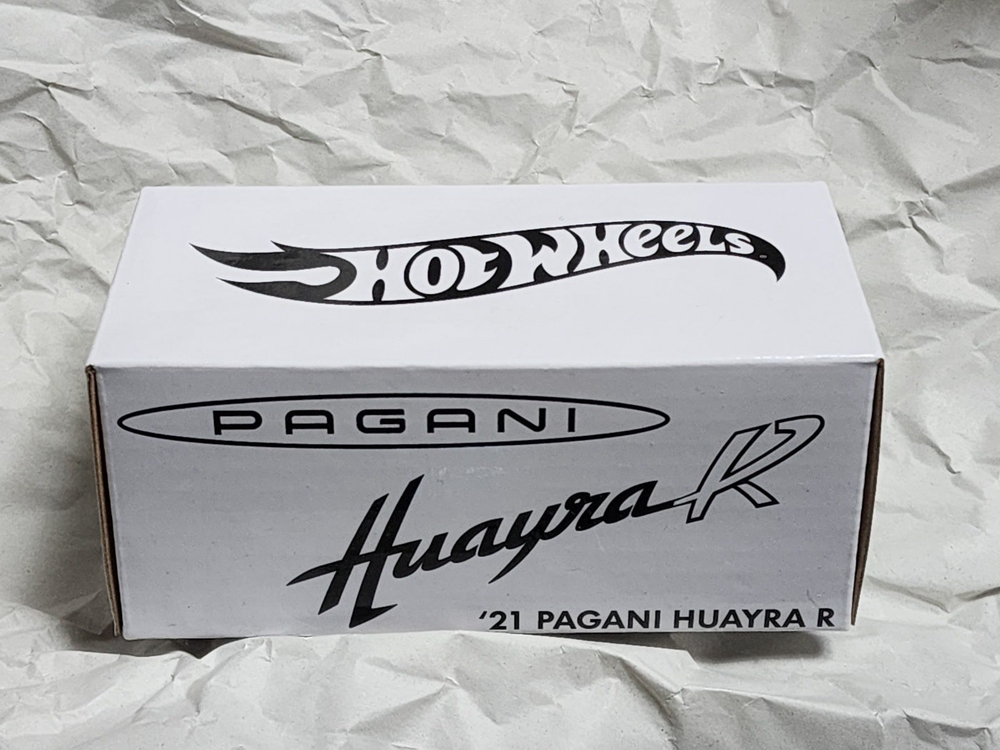 HOT WHEELS
PAGANI
Huayra R
‘21 PAGANI HUAYRA R